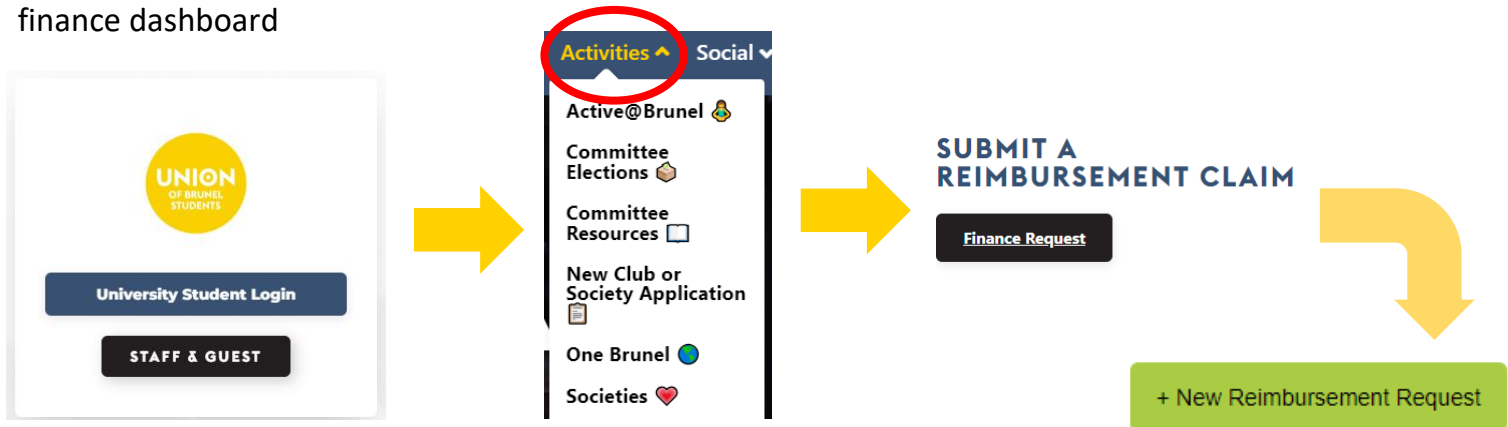 finance dashboard
UNION
OF BRUNEL
STUDENTS
University Student Login
STAFF & GUEST
Activities
Social
Active@Brunel
Committee
Elections
Committee
Resources
New Club or
Society Application
One Brunel
Societies
SUBMIT A
REIMBURSEMENT CLAIM
Finance Request
+ New Reimbursement Request